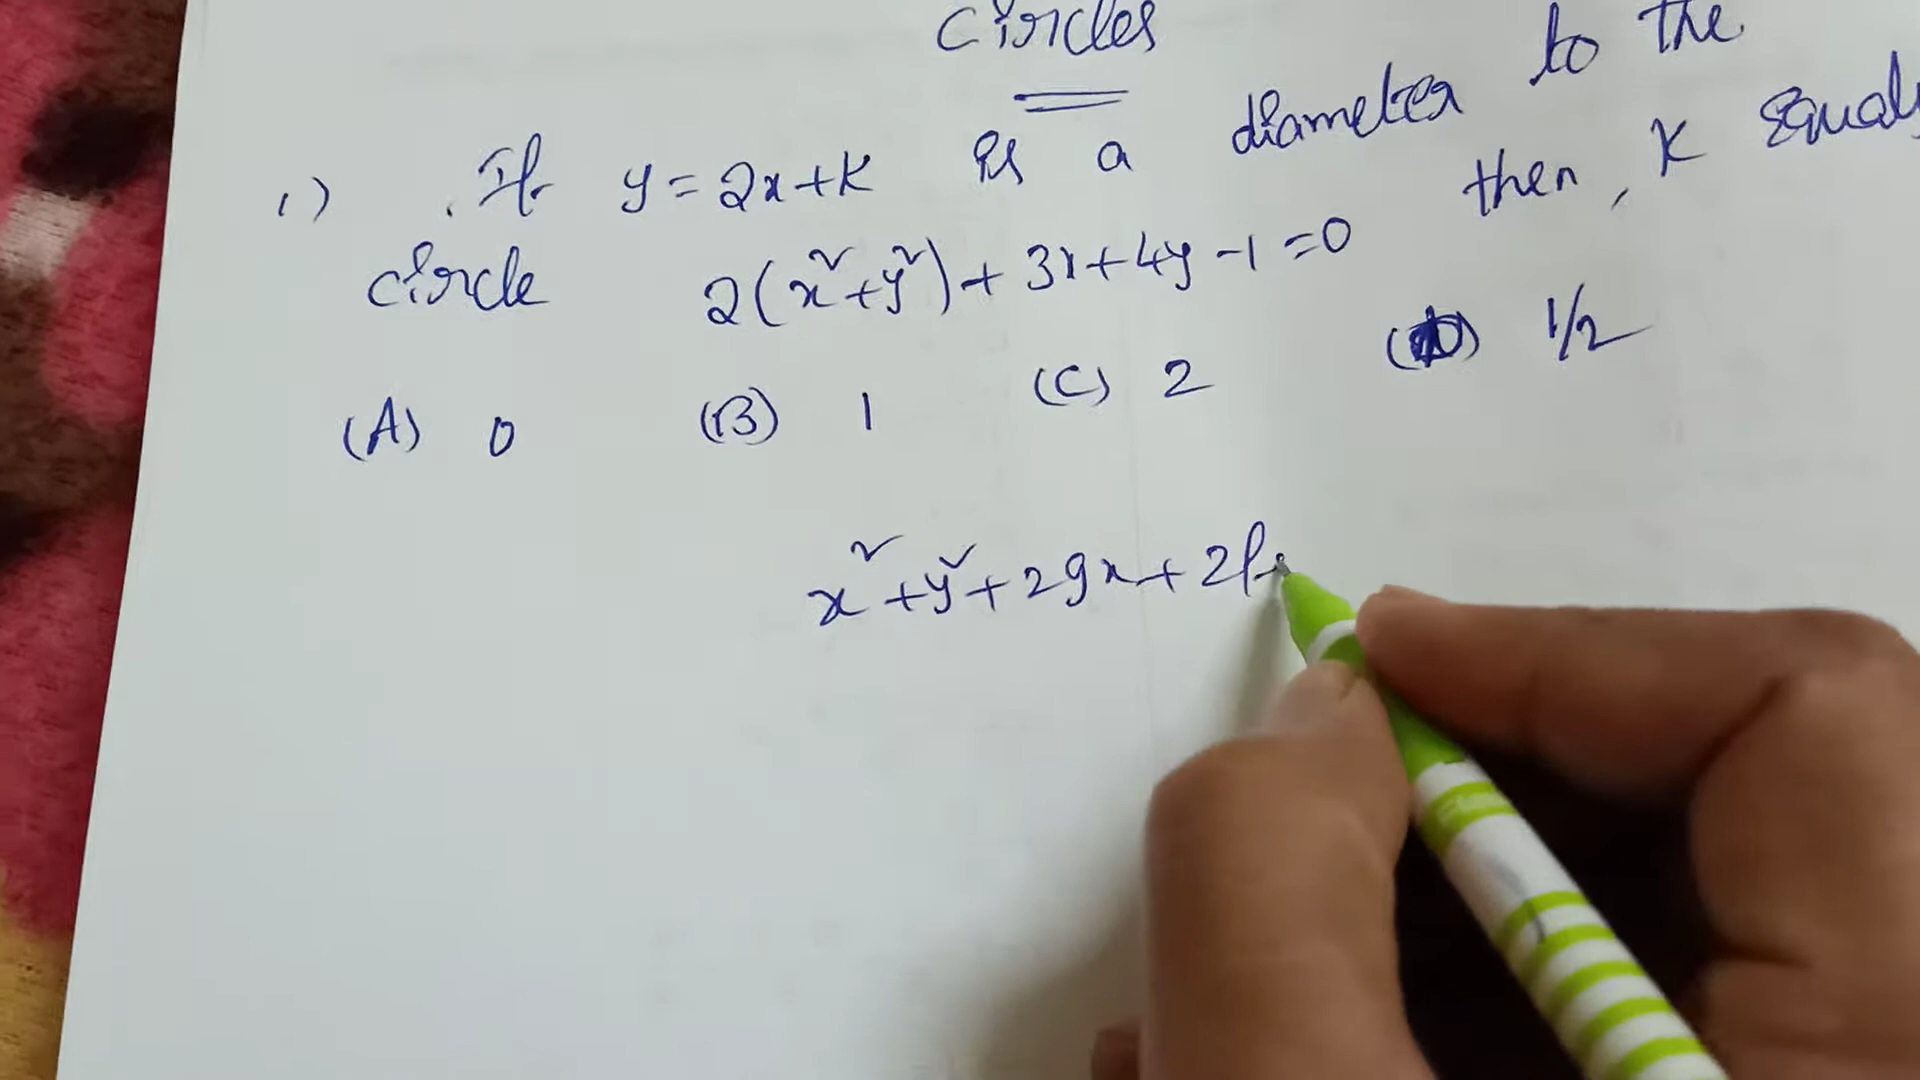 Circles
1) If y=2x+k is a diameter to the
circle 2(x²+y²)+3x+4y-1=0 then, k equals
(A) 0 (B) 1 (C) 2 (D) 1/2
x²+y²+2gx+2f